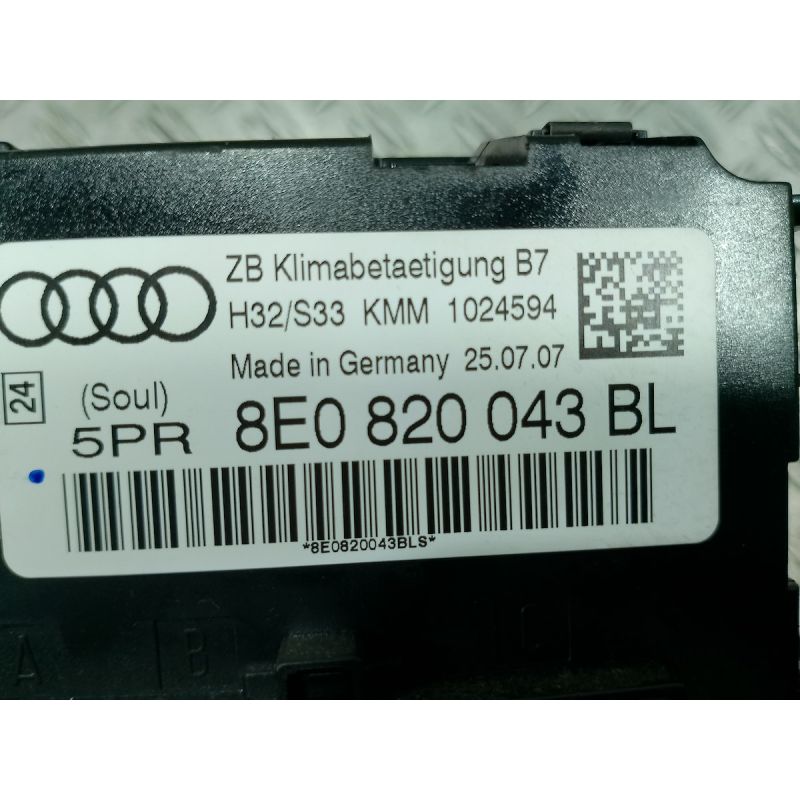 ZB Klimabetaetigung B7
H32/S33 KMM 1024594
Made in Germany 25.07.07
24
(Soul)
5PR 8E0 820 043 BL
*8E0820043BLS*
A B C